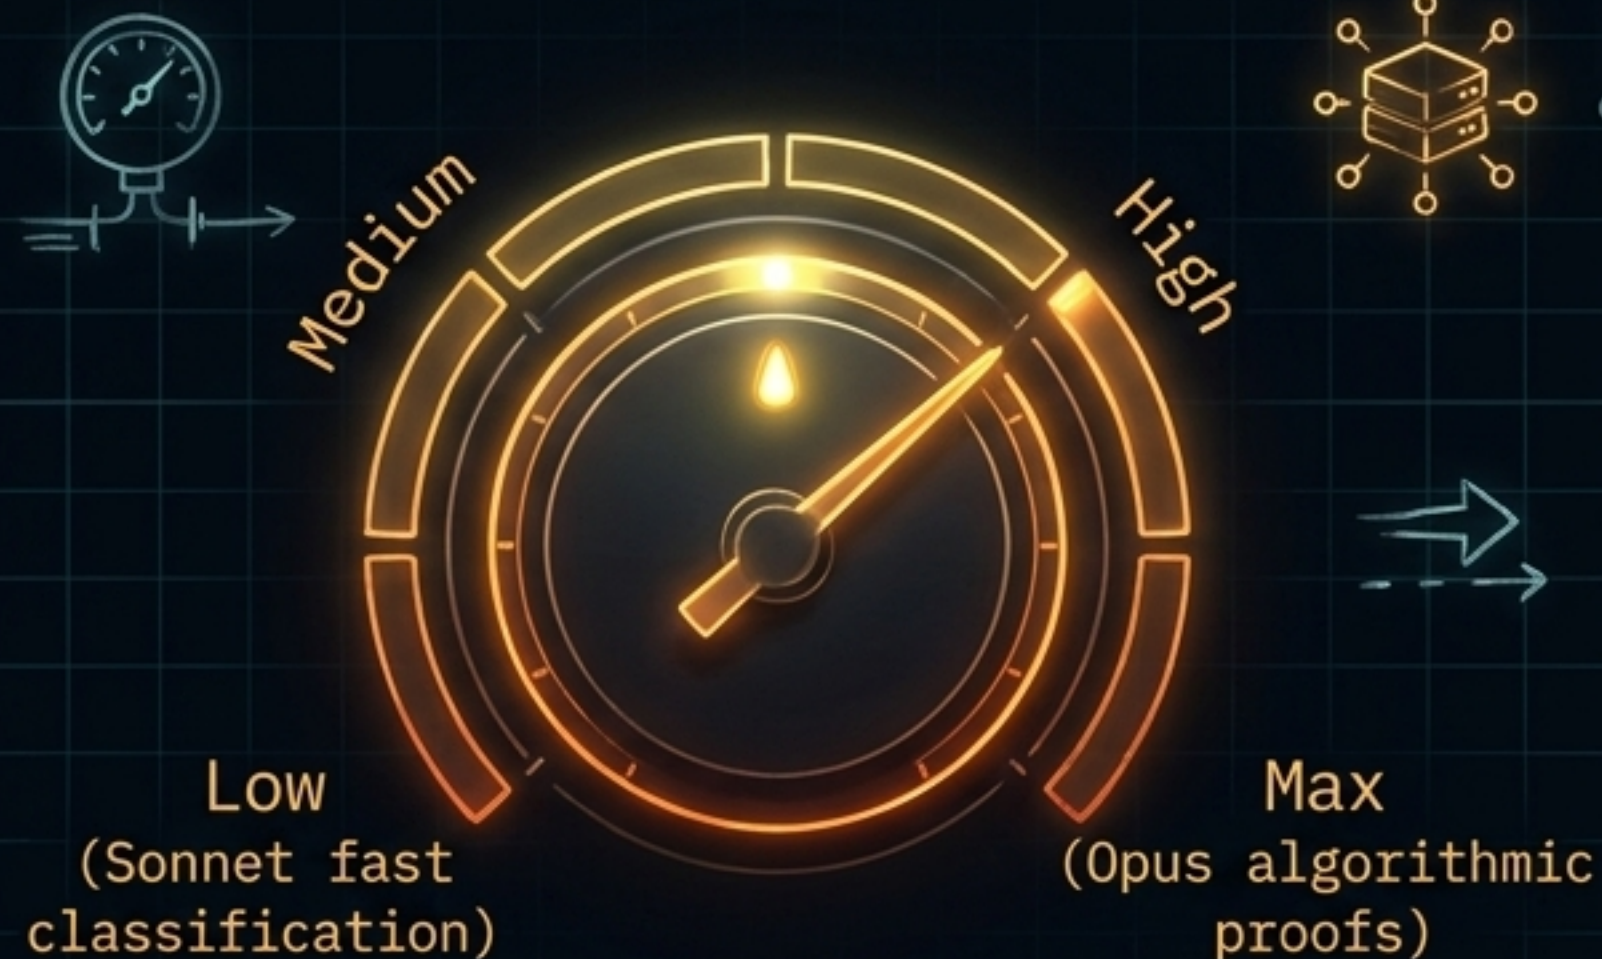 Medium
High
Low
(Sonnet fast
classification)
Max
(Opus algorithmic
proofs)